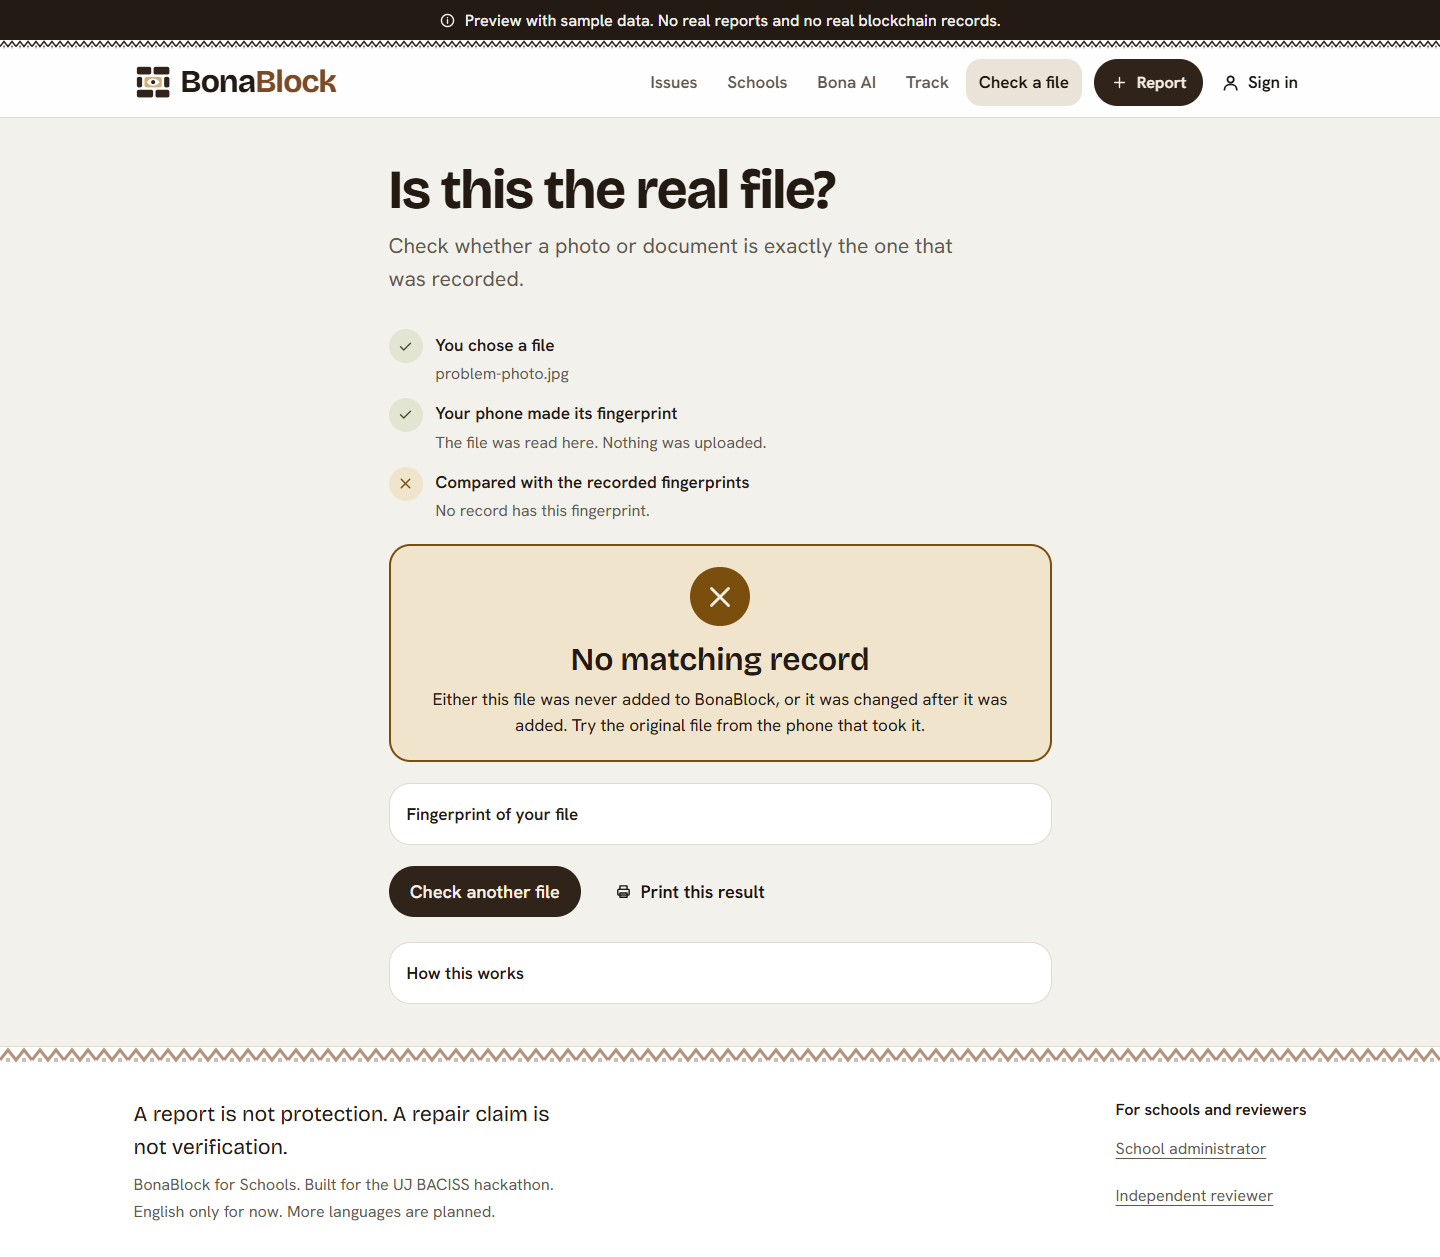 Preview with sample data. No real reports and no real blockchain records.
BonaBlock
Issues
Schools
Bona AI
Track
Check a file
Report
Sign in
Is this the real file?
Check whether a photo or document is exactly the one that
was recorded.
You chose a file
problem-photo.jpg
Your phone made its fingerprint
The file was read here. Nothing was uploaded.
Compared with the recorded fingerprints
No record has this fingerprint.
No matching record
Either this file was never added to BonaBlock, or it was changed after it was
added. Try the original file from the phone that took it.
Fingerprint of your file
Check another file
Print this result
How this works
A report is not protection. A repair claim is
not verification.
BonaBlock for Schools. Built for the UJ BACISS hackathon.
English only for now. More languages are planned.
For schools and reviewers
School administrator
Independent reviewer